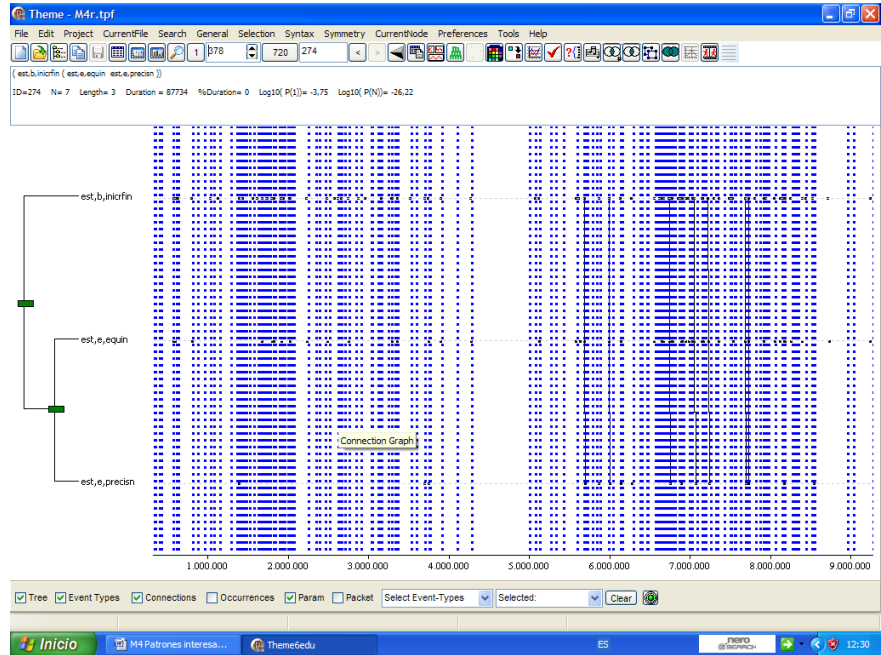 Theme - M4r.tpf
File Edit Project CurrentFile Search General Selection Syntax Symmetry CurrentNode Preferences Tools Help
1 378 720 274 < >
( est,b,inicrfin ( est,e,equin est,e,precisn ))
ID=274 N= 7 Length= 3 Duration = 87734 %Duration= 0 Log10( P(1))= -3,75 Log10( P(N))= -26,22
est,b,inicrfin
est,e,equin
Connection Graph
est,e,precisn
1.000.000 2.000.000 3.000.000 4.000.000 5.000.000 6.000.000 7.000.000 8.000.000 9.000.000
Tree Event Types Connections Occurrences Param Packet Select Event-Types Selected: Clear
Inicio M4 Patrones interesa... Theme6edu ES nero SEARCH 12:30